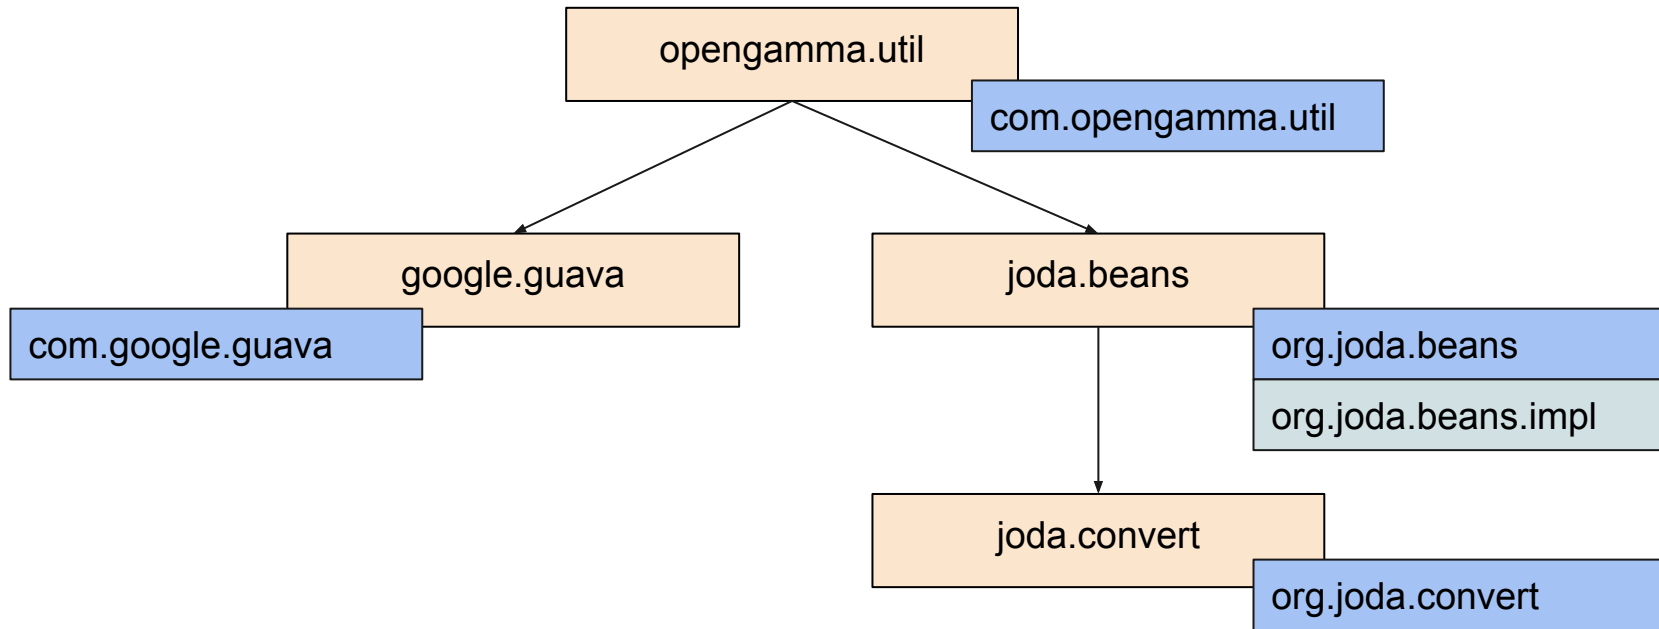 opengamma.util
com.opengamma.util
google.guava
joda.beans
com.google.guava
org.joda.beans
org.joda.beans.impl
joda.convert
org.joda.convert